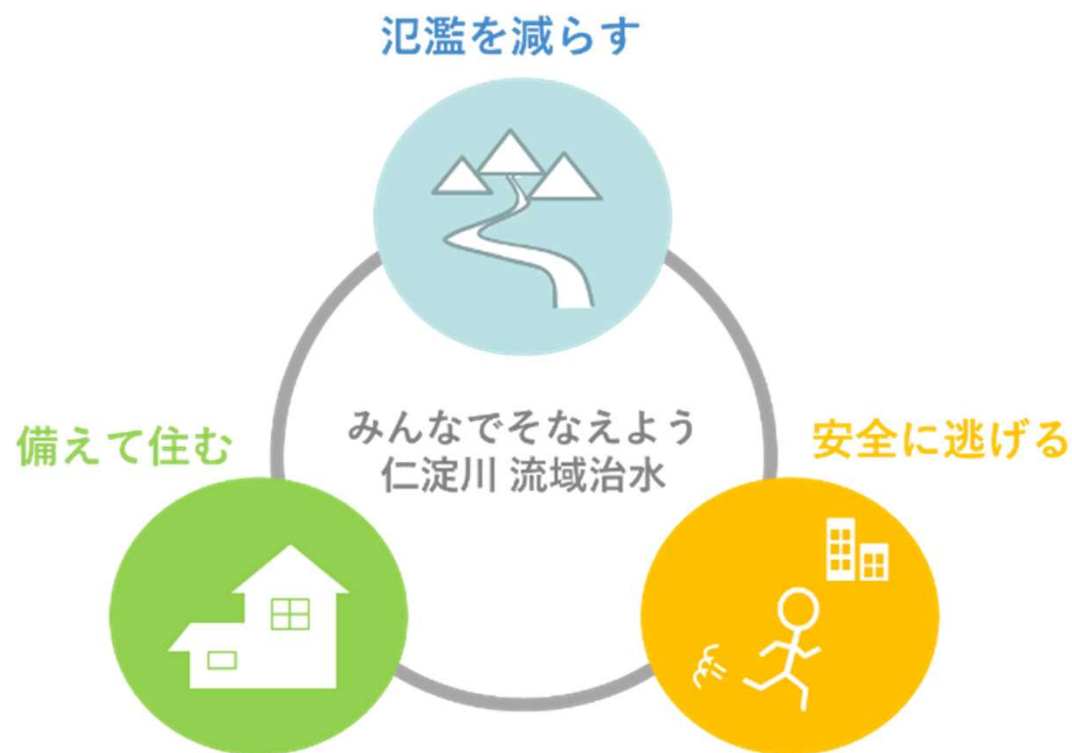 氾濫を減らす
みんなでそなえよう
仁淀川 流域治水
備えて住む
安全に逃げる